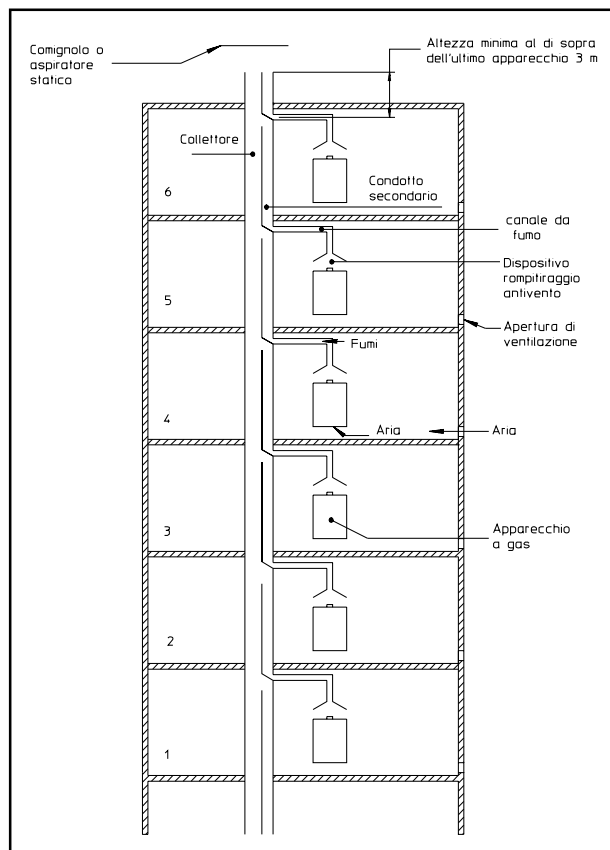 Comignolo o
aspiratore
statico
Altezza minima al di sopra
dell'ultimo apparecchio 3 m
Collettore
Condotto
secondario
6
canale da
fumo
Dispositivo
rompitiraggio
antivento
5
Apertura di
ventilazione
Fumi
4
Aria
Aria
3
Apparecchio
a gas
2
1